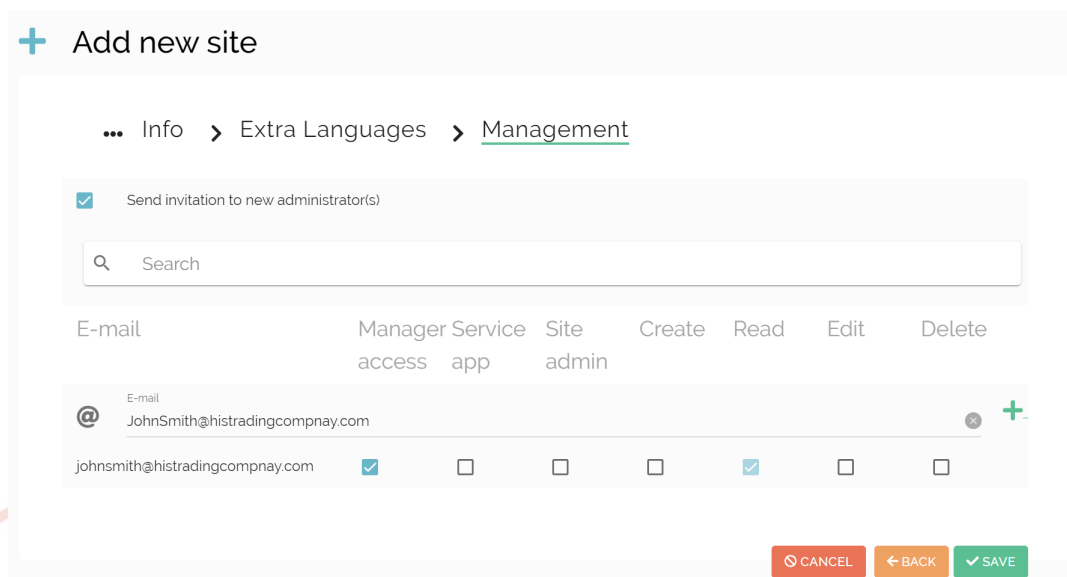 Add new site
... Info > Extra Languages > Management
Send invitation to new administrator(s)
Search
E-mail Manager access Service app Site admin Create Read Edit Delete
E-mail
@ JohnSmith@histradingcompnay.com
johnsmith@histradingcompnay.com
CANCEL BACK SAVE